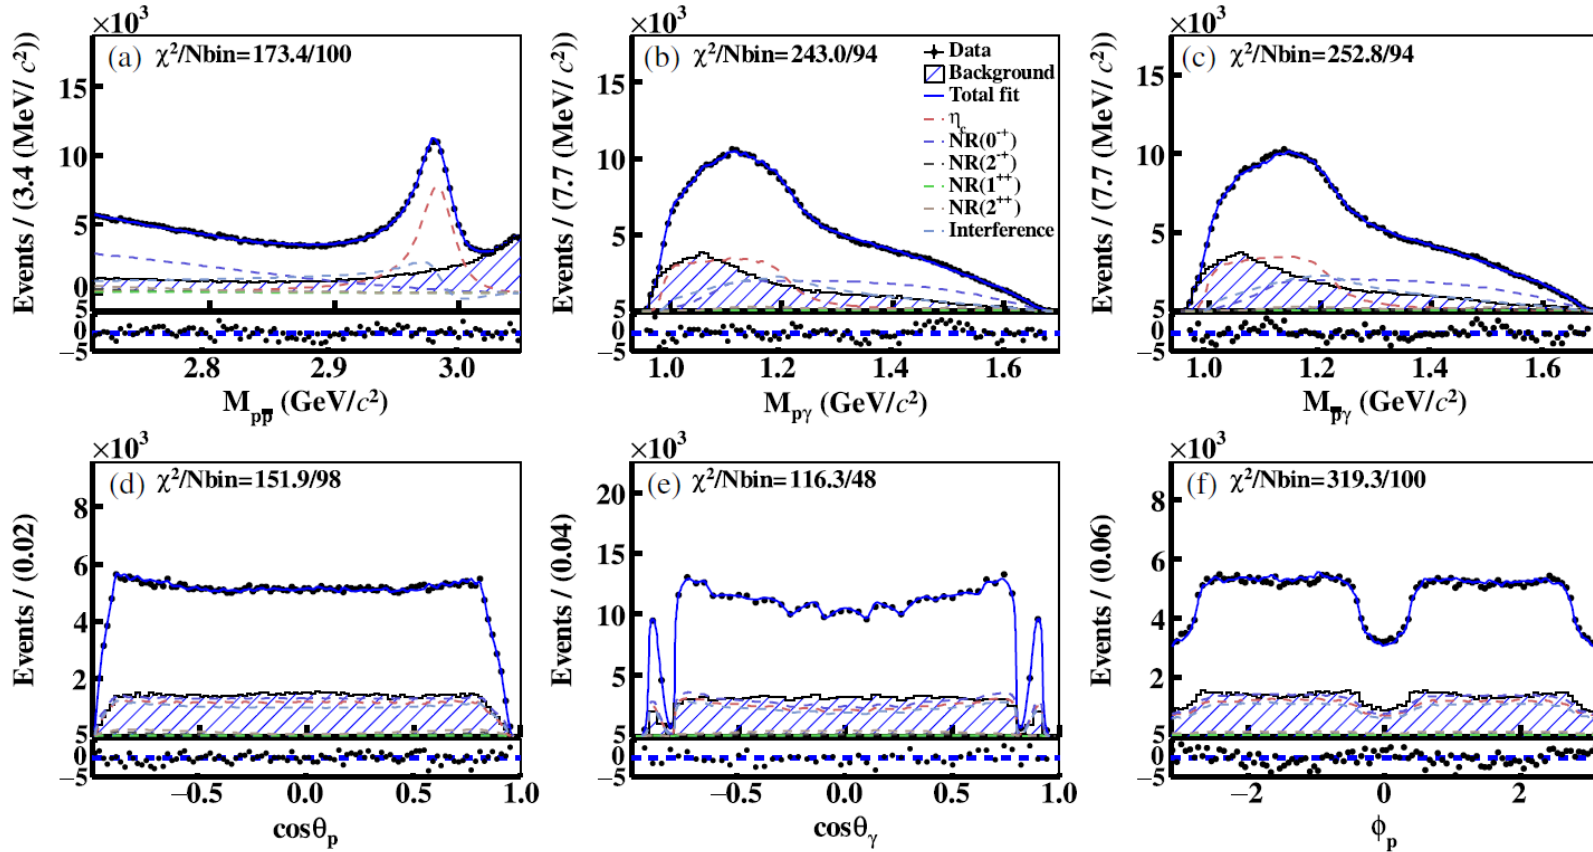 ×10³
(a) χ²/Nbin=173.4/100
Events / (3.4 (MeV/c²))
15
10
5
0
5
0
−5
2.8 2.9 3.0
M_pp̅ (GeV/c²)
×10³
(b) χ²/Nbin=243.0/94
Data
Background
Total fit
η_c
NR(0⁻⁺)
NR(2⁻⁺)
NR(1⁺⁺)
NR(2⁺⁺)
Interference
Events / (7.7 (MeV/c²)
15
10
5
5
0
−5
1.0 1.2 1.4 1.6
M_pγ (GeV/c²)
×10³
(c) χ²/Nbin=252.8/94
Events / (7.7 (MeV/c²)
15
10
5
5
0
−5
1.0 1.2 1.4 1.6
M_p̅γ (GeV/c²)
×10³
(d) χ²/Nbin=151.9/98
Events / (0.02)
8
6
4
2
5
0
−5
−0.5 0.0 0.5 1.0
cosθ_p
×10³
(e) χ²/Nbin=116.3/48
Events / (0.04)
20
15
10
5
5
0
−5
−0.5 0.0 0.5 1.0
cosθ_γ
×10³
(f) χ²/Nbin=319.3/100
Events / (0.06)
8
6
4
2
5
0
−5
−2 0 2
ϕ_p